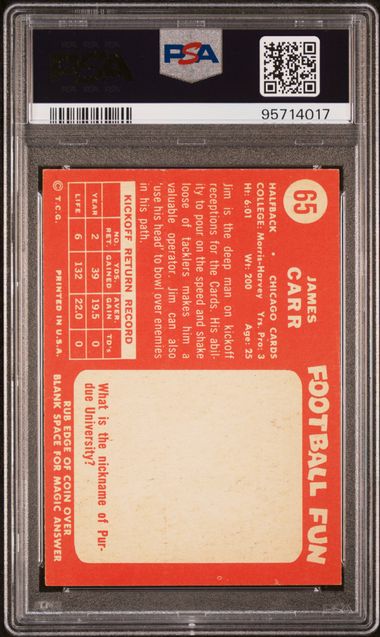 PSA
95714017
65
JAMES
CARR
HALFBACK * CHICAGO CARDS
COLLEGE: Morris-Harvey Yrs. Pro: 3
Ht: 6:01 Wt: 200 Age: 25
Jim is the deep man on kickoff
receptions for the Cards. His abil-
ity to pour on the speed and shake
loose of tacklers makes him a
valuable operator. Jim can also
'use his head' to bowl over enemies
in his path.
KICKOFF RETURN RECORD
NO. YDS. AVER
RET. GAINED GAIN TD's
YEAR 2 39 19.5 0
LIFE 6 132 22.0 0
© T.C.G. PRINTED IN U.S.A.
FOOTBALL FUN
What is the nickname of Pur-
due University?
RUB EDGE OF COIN OVER
BLANK SPACE FOR MAGIC ANSWER